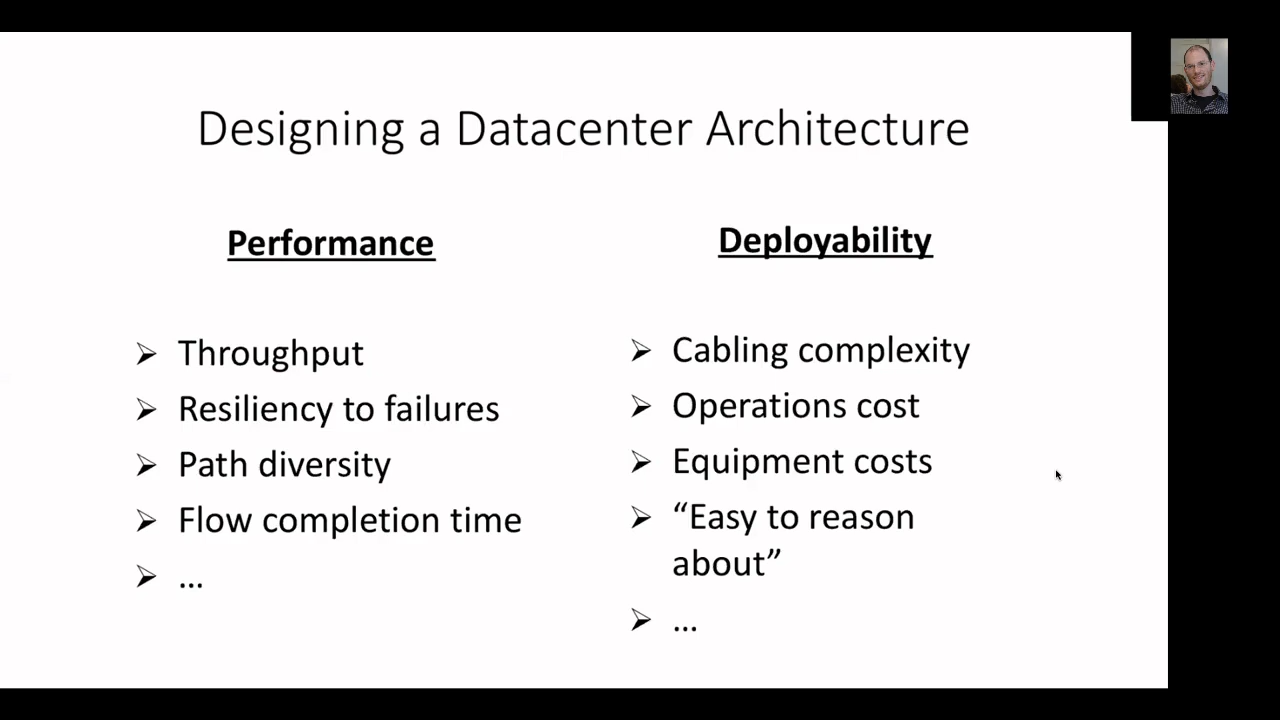 Designing a Datacenter Architecture
Performance
➢ Throughput
➢ Resiliency to failures
➢ Path diversity
➢ Flow completion time
➢ ...
Deployability
➢ Cabling complexity
➢ Operations cost
➢ Equipment costs
➢ “Easy to reason
about”
➢ ...